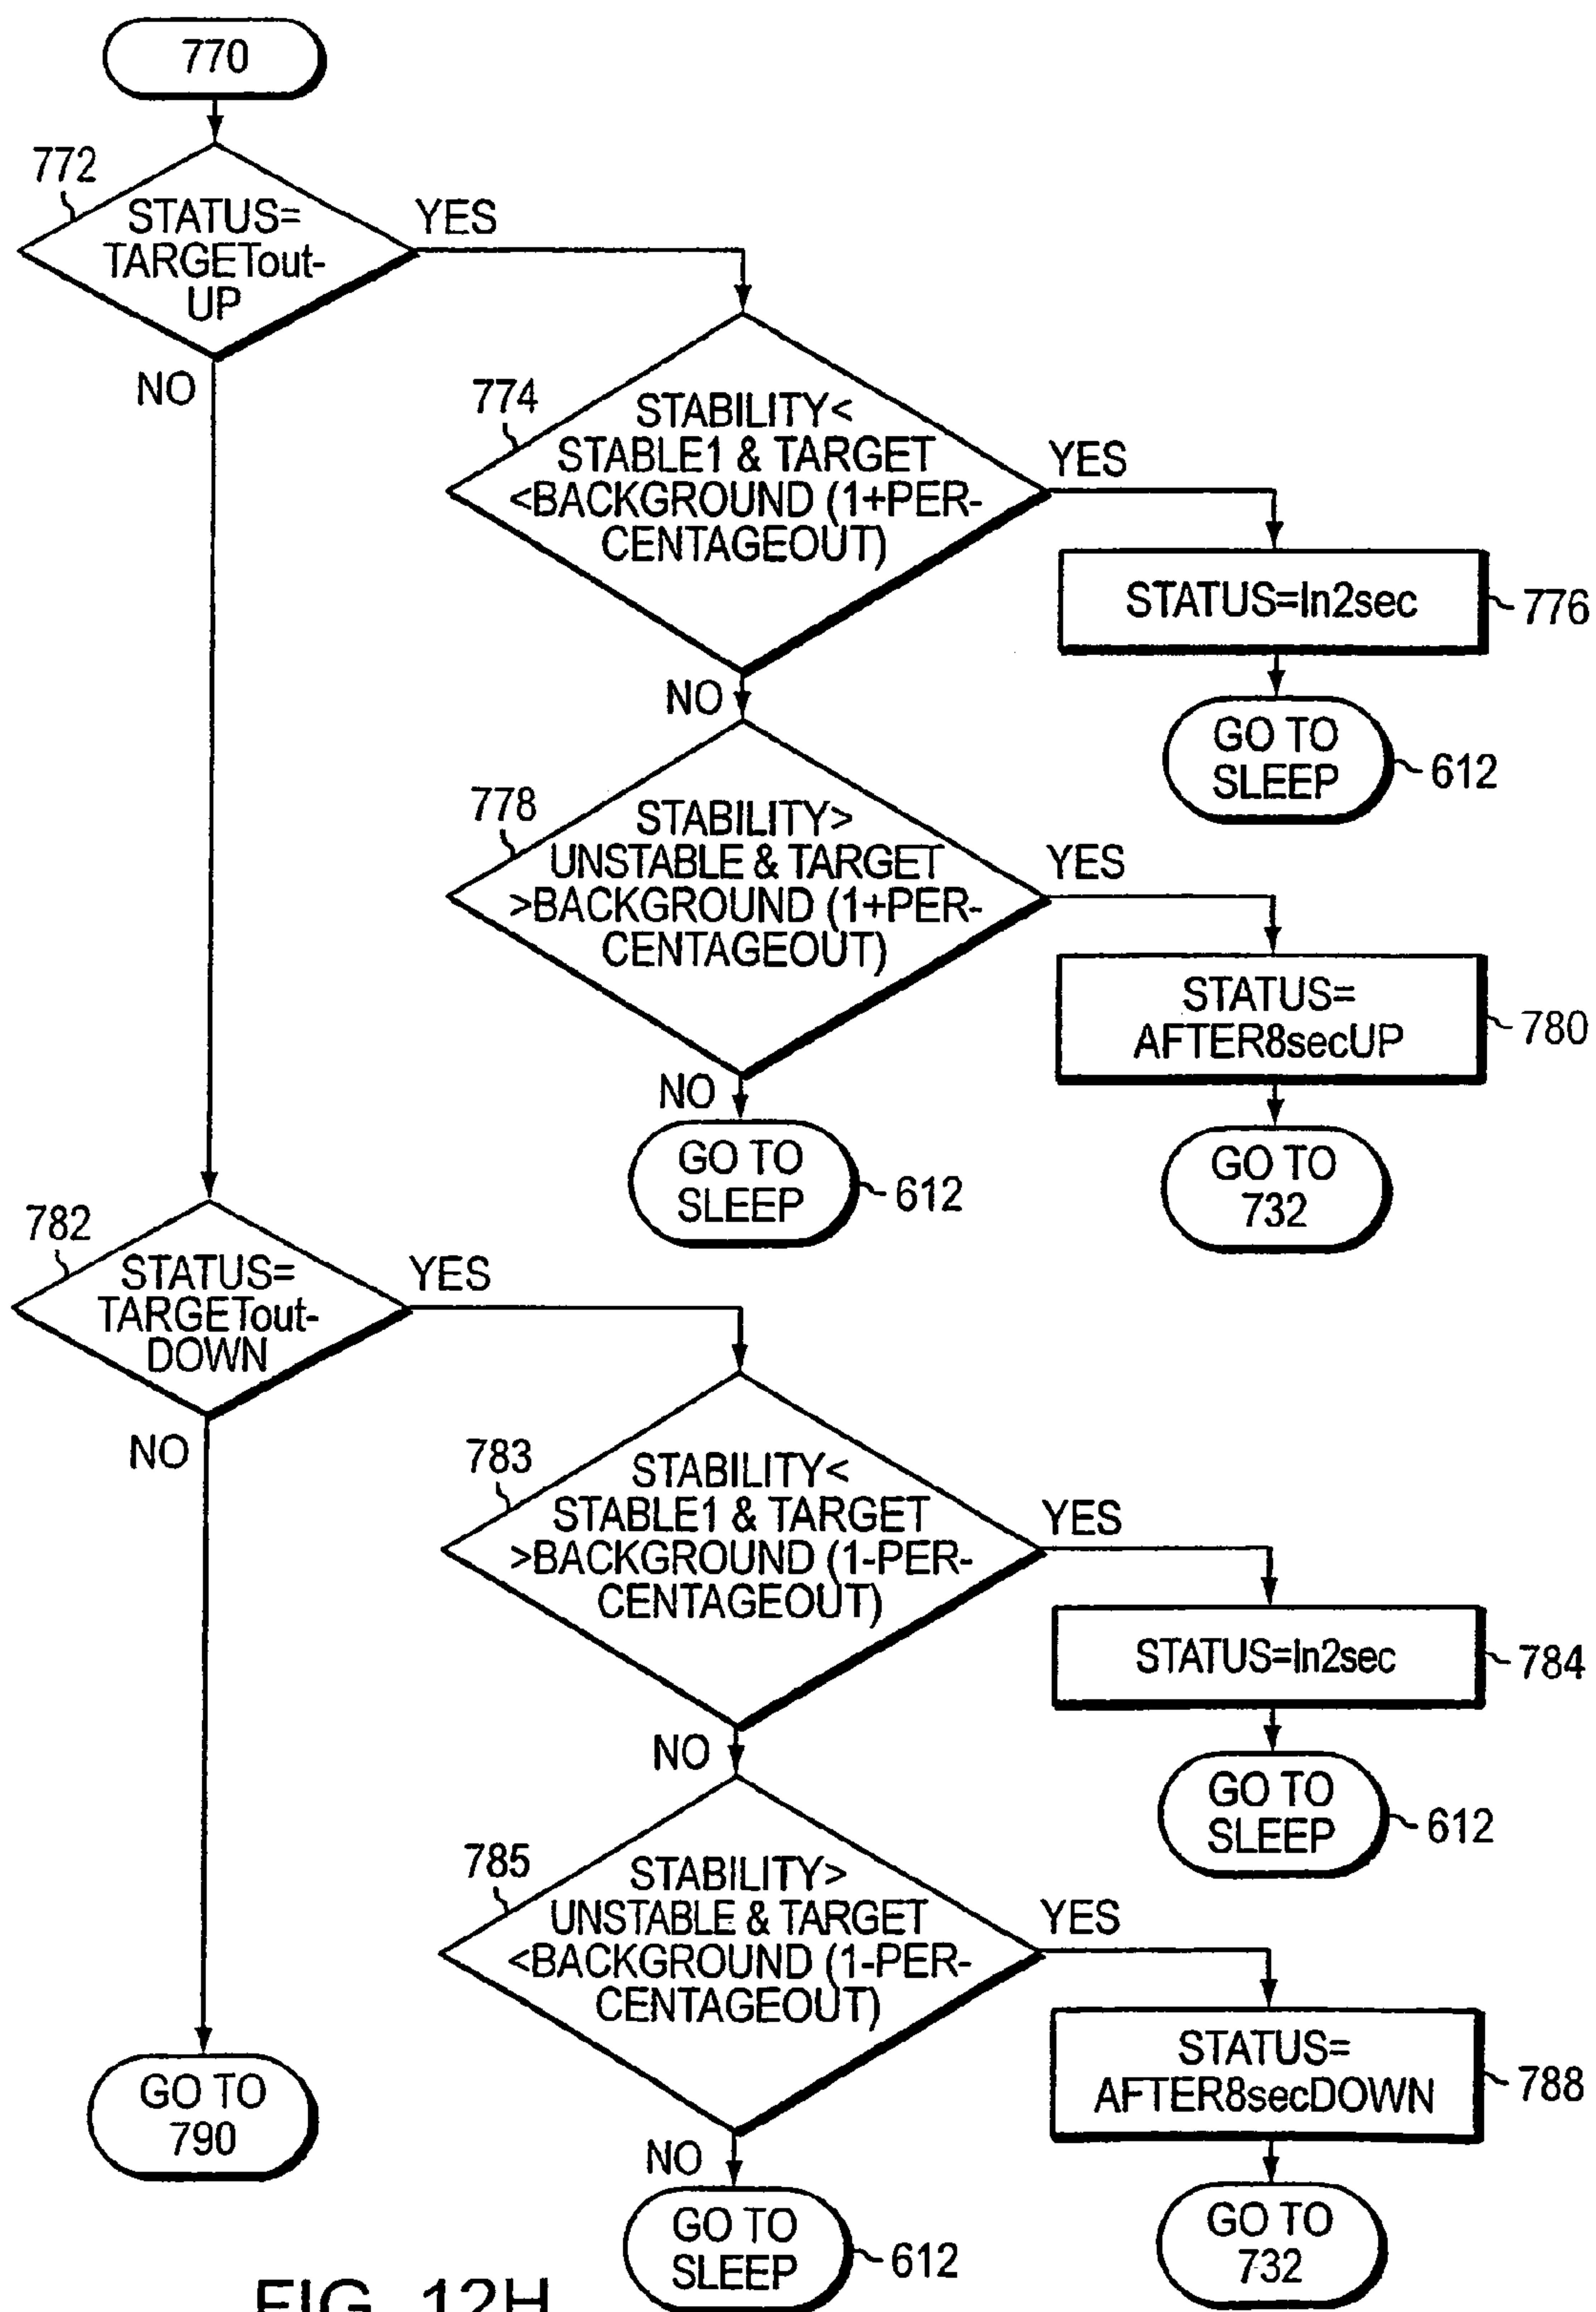 770
772
STATUS=
TARGETout-
UP
YES
NO
774
STABILITY<
STABLE1 & TARGET
<BACKGROUND (1+PER-
CENTAGEOUT)
YES
STATUS=In2sec
776
GO TO
SLEEP
612
NO
778
STABILITY>
UNSTABLE & TARGET
>BACKGROUND (1+PER-
CENTAGEOUT)
YES
STATUS=
AFTER8secUP
780
GO TO
732
NO
GO TO
SLEEP
612
782
STATUS=
TARGETout-
DOWN
YES
NO
783
STABILITY<
STABLE1 & TARGET
>BACKGROUND (1-PER-
CENTAGEOUT)
YES
STATUS=In2sec
784
GO TO
SLEEP
612
NO
785
STABILITY>
UNSTABLE & TARGET
<BACKGROUND (1-PER-
CENTAGEOUT)
YES
STATUS=
AFTER8secDOWN
788
GO TO
732
NO
GO TO
SLEEP
612
GO TO
790
FIG. 12H